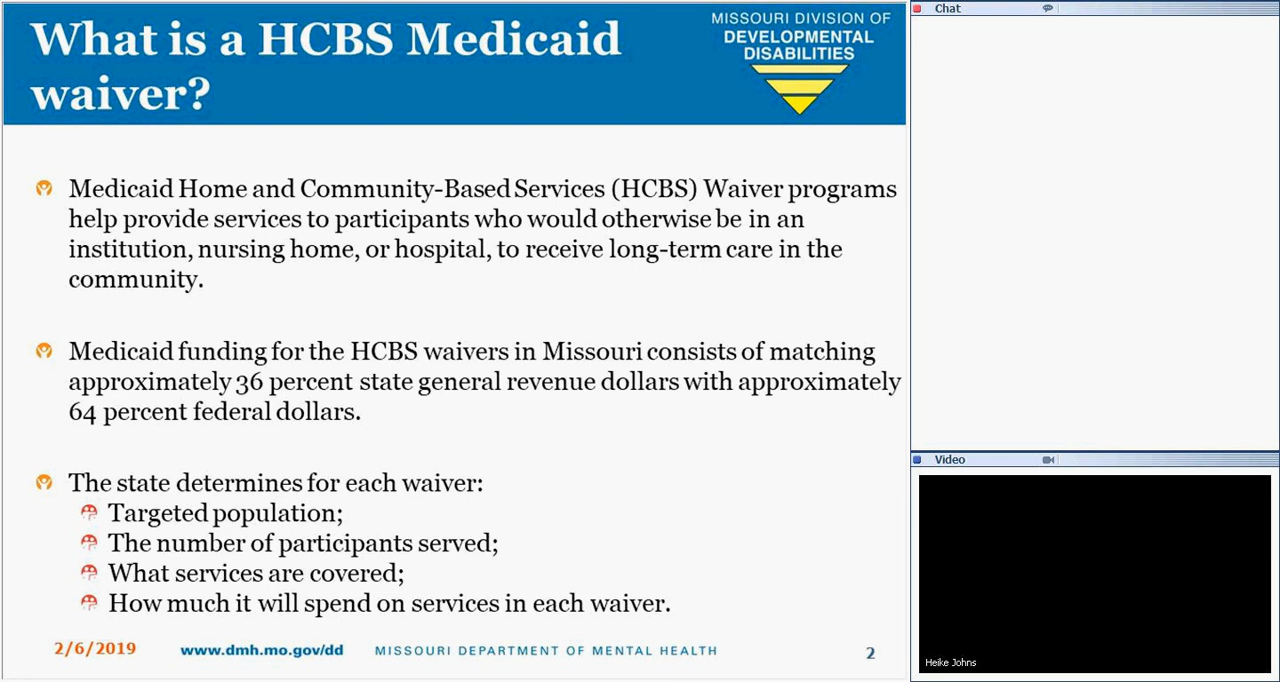 What is a HCBS Medicaid
waiver?
MISSOURI DIVISION OF
DEVELOPMENTAL
DISABILITIES
Medicaid Home and Community-Based Services (HCBS) Waiver programs
help provide services to participants who would otherwise be in an
institution, nursing home, or hospital, to receive long-term care in the
community.
Medicaid funding for the HCBS waivers in Missouri consists of matching
approximately 36 percent state general revenue dollars with approximately
64 percent federal dollars.
The state determines for each waiver:
Targeted population;
The number of participants served;
What services are covered;
How much it will spend on services in each waiver.
2/6/2019 www.dmh.mo.gov/dd MISSOURI DEPARTMENT OF MENTAL HEALTH 2
Chat
Video
Heike Johns